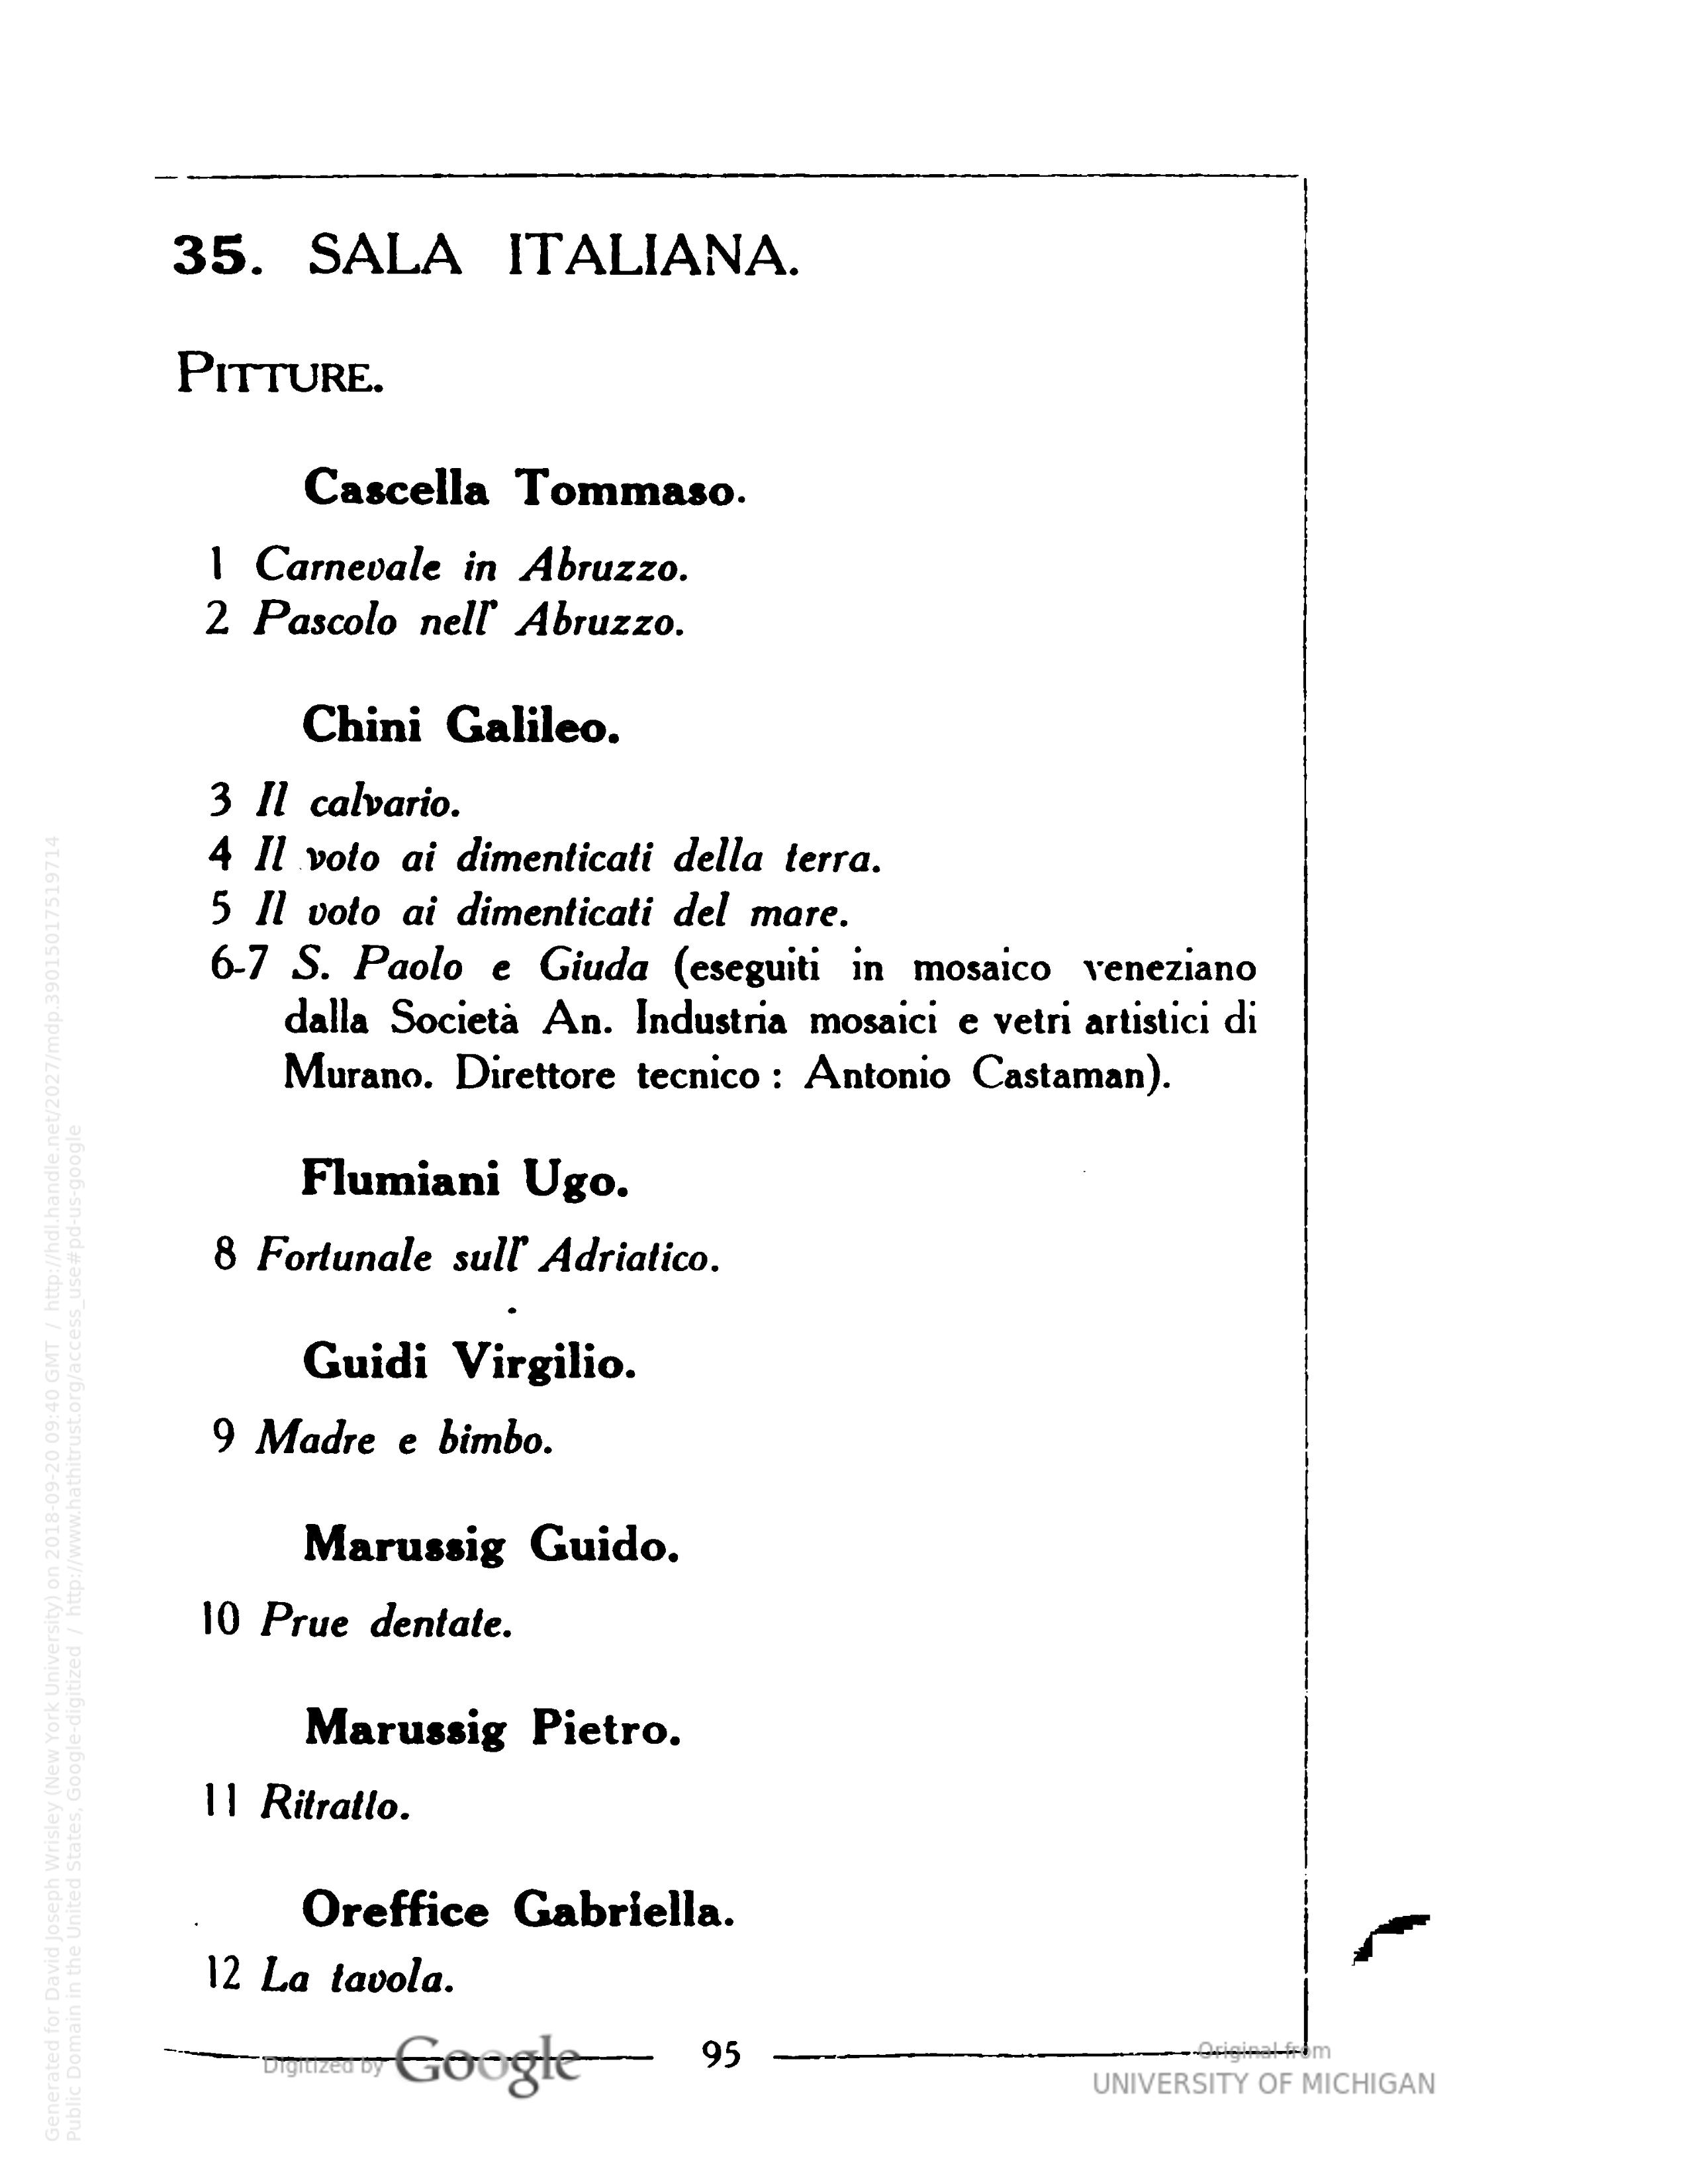 35. SALA ITALIANA.
PITTURE.
Cascella Tommaso.
1 Carnevale in Abruzzo.
2 Pascolo nell' Abruzzo.
Chini Galileo.
3 Il calvario.
4 Il voto ai dimenticati della terra.
5 Il voto ai dimenticati del mare.
6-7 S. Paolo e Giuda (eseguiti in mosaico veneziano
dalla Società An. Industria mosaici e vetri artistici di
Murano. Direttore tecnico : Antonio Castaman).
Flumiani Ugo.
8 Fortunale sull' Adriatico.
Guidi Virgilio.
9 Madre e bimbo.
Marussig Guido.
10 Prue dentate.
Marussig Pietro.
11 Ritratto.
Oreffice Gabriella.
12 La tavola.
95
Digitized by Google
Original from
UNIVERSITY OF MICHIGAN
Generated for David Joseph Wrisley (New York University) on 2018-09-20 09:40 GMT / http://hdl.handle.net/2027/mdp.39015017519714
Public Domain in the United States, Google-digitized / http://www.hathitrust.org/access_use#pd-us-google